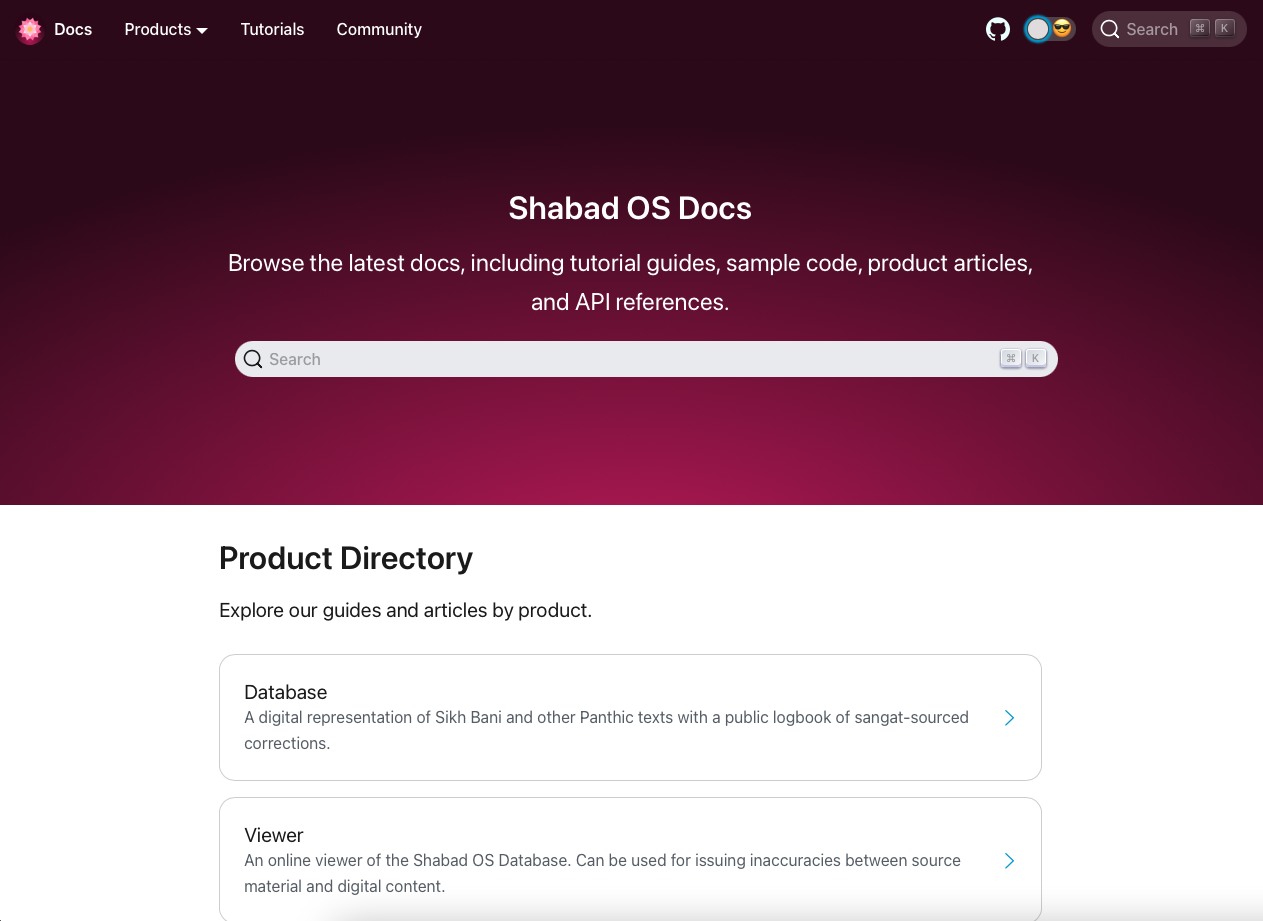 Docs Products Tutorials Community Search ⌘ K
Shabad OS Docs
Browse the latest docs, including tutorial guides, sample code, product articles,
and API references.
Search ⌘ K
Product Directory
Explore our guides and articles by product.
Database
A digital representation of Sikh Bani and other Panthic texts with a public logbook of sangat-sourced
corrections.
Viewer
An online viewer of the Shabad OS Database. Can be used for issuing inaccuracies between source
material and digital content.